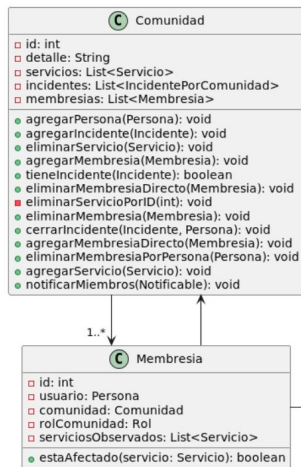 C Comunidad
id: int
detalle: String
servicios: List<Servicio>
incidentes: List<IncidentePorComunidad>
membresias: List<Membresia>
agregarPersona(Persona): void
agregarIncidente(Incidente): void
eliminarServicio(Servicio): void
agregarMembresia(Membresia): void
tieneIncidente(Incidente): boolean
eliminarMembresiaDirecto(Membresia): void
eliminarServicioPorID(int): void
eliminarMembresia(Membresia): void
cerrarIncidente(Incidente, Persona): void
agregarMembresiaDirecto(Membresia): void
eliminarMembresiaPorPersona(Persona): void
agregarServicio(Servicio): void
notificarMiembros(Notificable): void
1..*
C Membresia
id: int
usuario: Persona
comunidad: Comunidad
rolComunidad: Rol
serviciosObservados: List<Servicio>
estaAfectado(servicio: Servicio): boolean